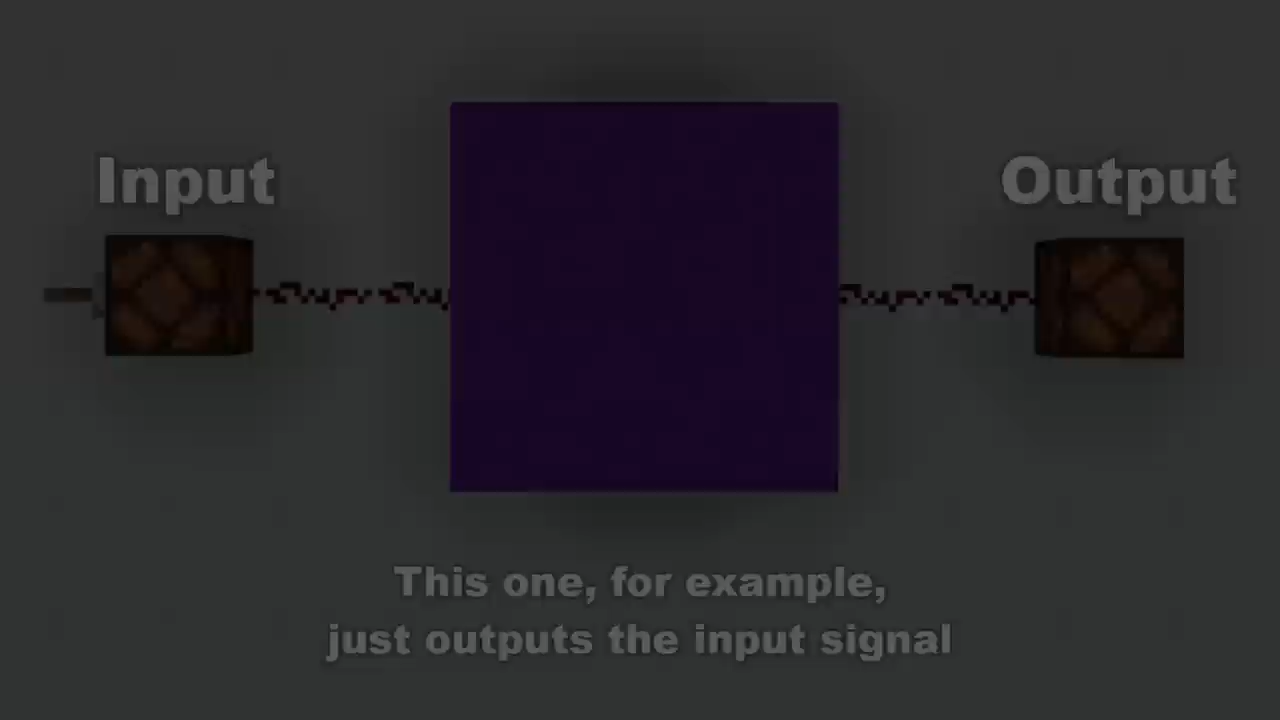 Input
Output
This one, for example,
just outputs the input signal